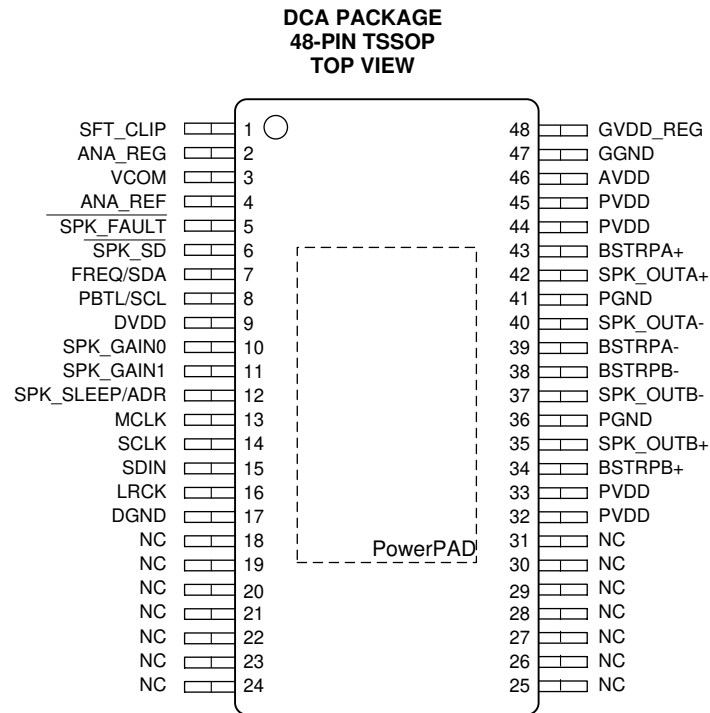 DCA PACKAGE
48-PIN TSSOP
TOP VIEW
SFT_CLIP 1 48 GVDD_REG
ANA_REG 2 47 GGND
VCOM 3 46 AVDD
ANA_REF 4 45 PVDD
SPK_FAULT 5 44 PVDD
SPK_SD 6 43 BSTRPA+
FREQ/SDA 7 42 SPK_OUTA+
PBTL/SCL 8 41 PGND
DVDD 9 40 SPK_OUTA-
SPK_GAIN0 10 39 BSTRPA-
SPK_GAIN1 11 38 BSTRPB-
SPK_SLEEP/ADR 12 37 SPK_OUTB-
MCLK 13 36 PGND
SCLK 14 35 SPK_OUTB+
SDIN 15 34 BSTRPB+
LRCK 16 33 PVDD
DGND 17 32 PVDD
NC 18 PowerPAD 31 NC
NC 19 30 NC
NC 20 29 NC
NC 21 28 NC
NC 22 27 NC
NC 23 26 NC
NC 24 25 NC